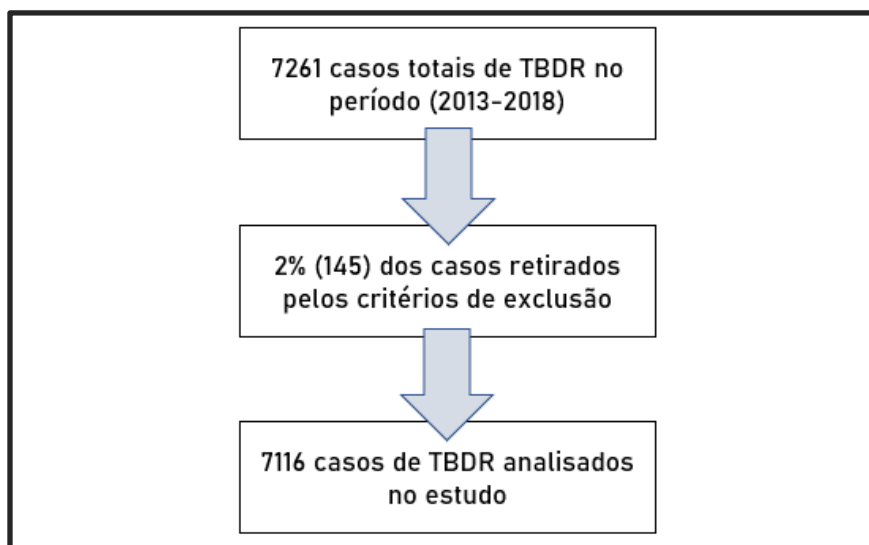 7261 casos totais de TBDR no
período (2013-2018)
2% (145) dos casos retirados
pelos critérios de exclusão
7116 casos de TBDR analisados
no estudo